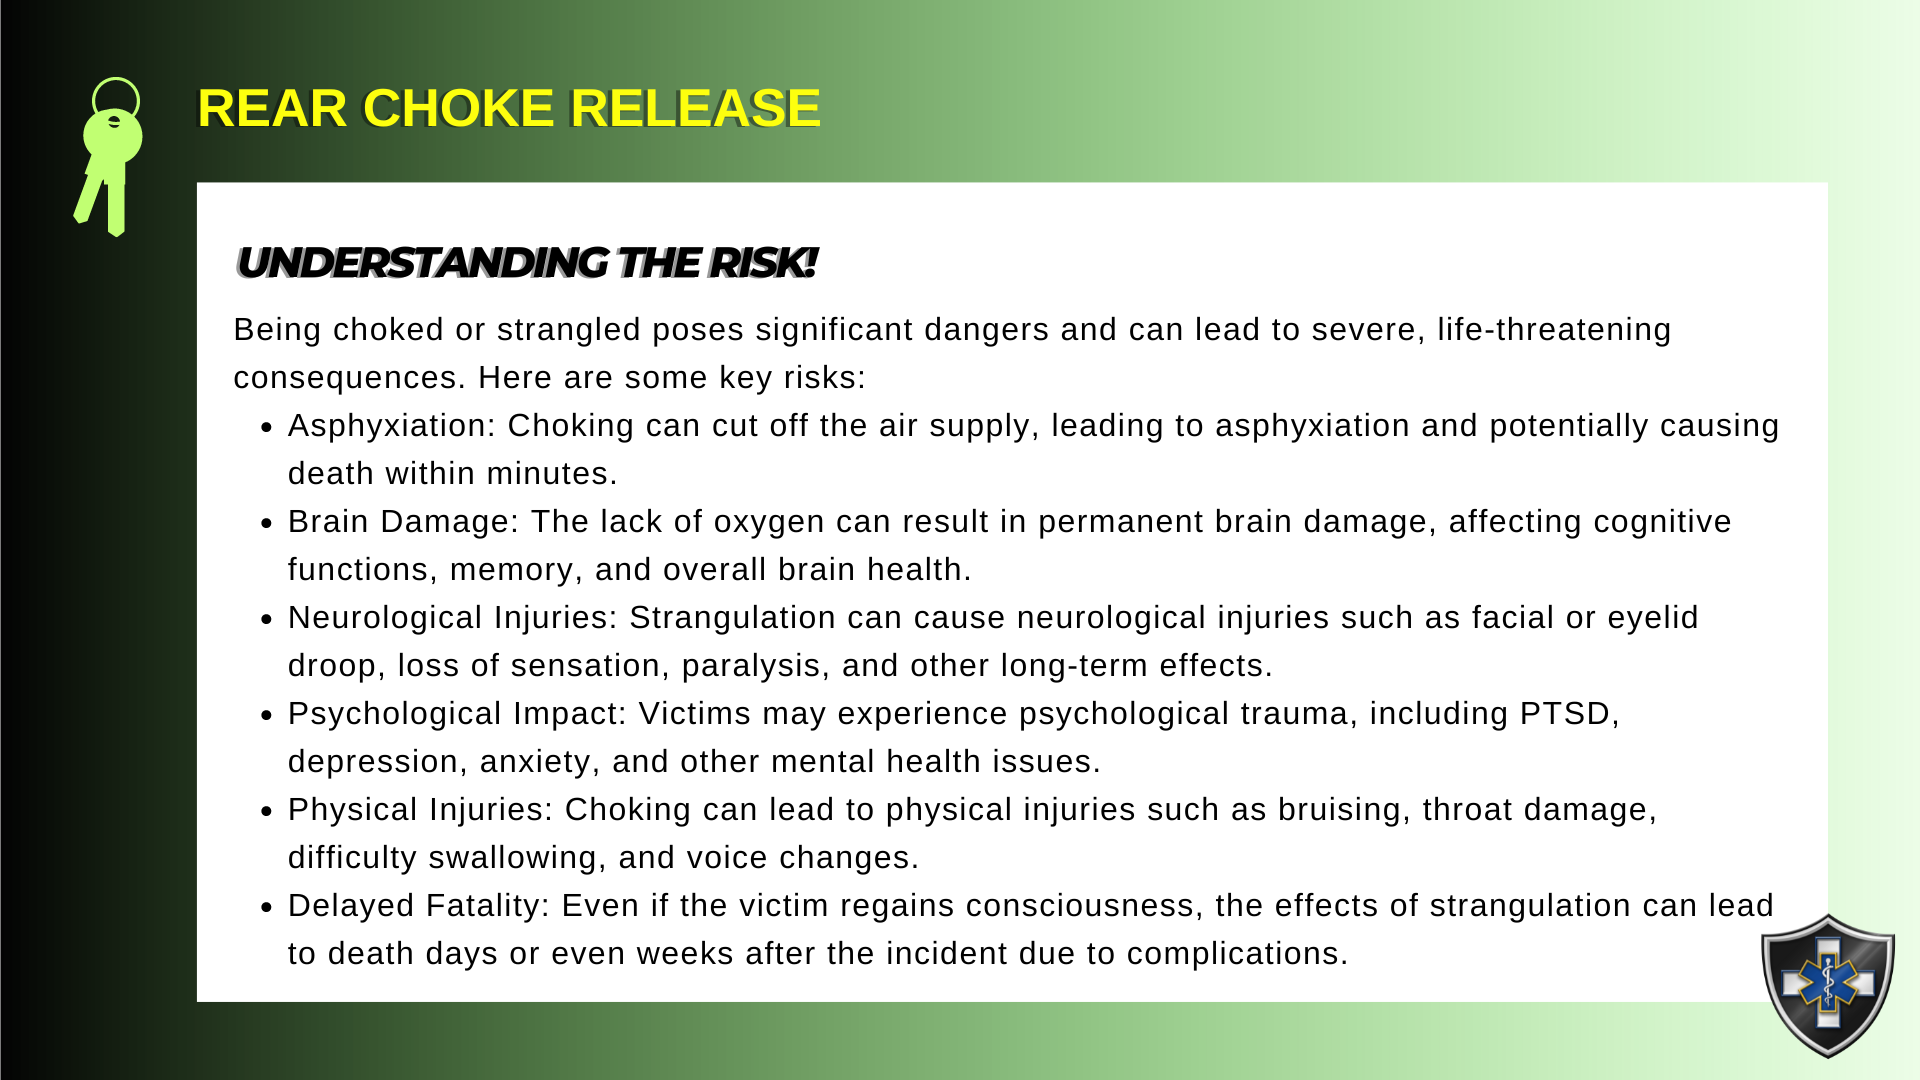 REAR CHOKE RELEASE
UNDERSTANDING THE RISK!
Being choked or strangled poses significant dangers and can lead to severe, life-threatening
consequences. Here are some key risks:
• Asphyxiation: Choking can cut off the air supply, leading to asphyxiation and potentially causing
death within minutes.
• Brain Damage: The lack of oxygen can result in permanent brain damage, affecting cognitive
functions, memory, and overall brain health.
• Neurological Injuries: Strangulation can cause neurological injuries such as facial or eyelid
droop, loss of sensation, paralysis, and other long-term effects.
• Psychological Impact: Victims may experience psychological trauma, including PTSD,
depression, anxiety, and other mental health issues.
• Physical Injuries: Choking can lead to physical injuries such as bruising, throat damage,
difficulty swallowing, and voice changes.
• Delayed Fatality: Even if the victim regains consciousness, the effects of strangulation can lead
to death days or even weeks after the incident due to complications.